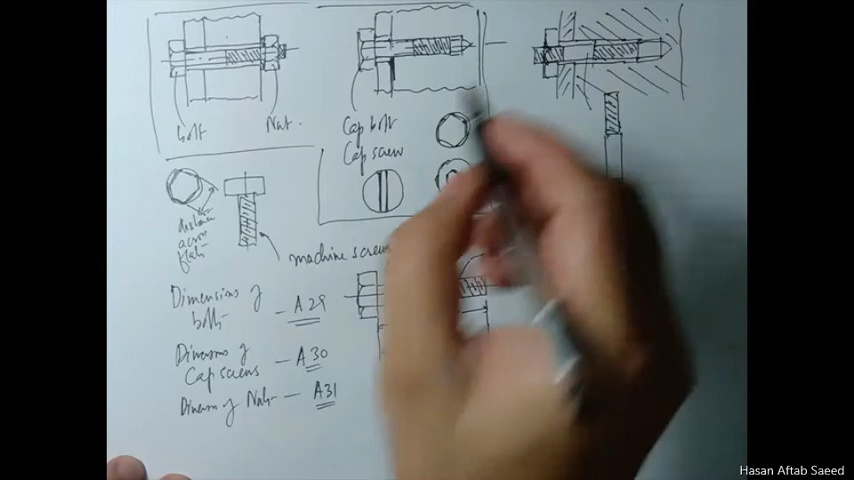 bolt
Nut.
Cap bolt
Cap screw
distance
across
flats
machine screws
Dimensions of
bolts
- A29
Dimensions of
Cap screws
- A30
Dimensions of Nuts - A31
Hasan Aftab Saeed